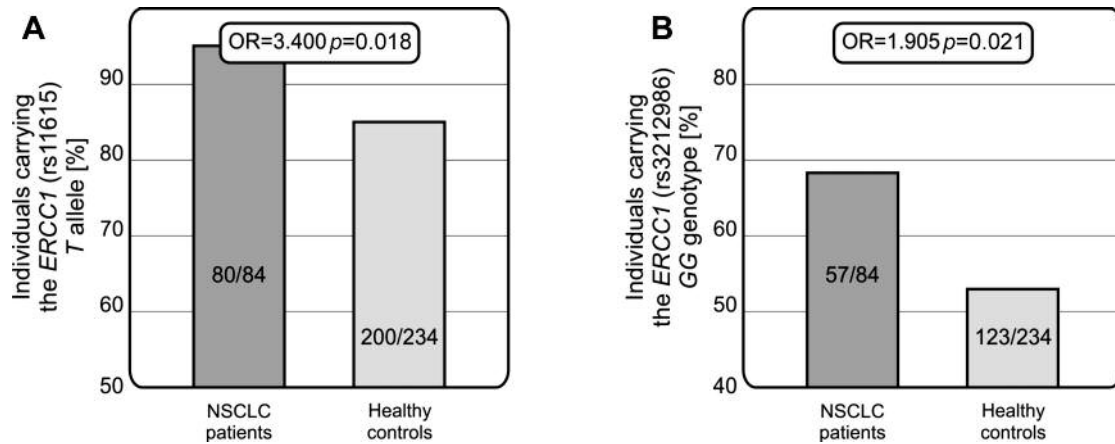 A
OR=3.400 p=0.018
Individuals carrying
the ERCC1 (rs11615)
T allele [%]
90
80
70
60
50
80/84
200/234
NSCLC
patients
Healthy
controls
B
OR=1.905 p=0.021
Individuals carrying
the ERCC1 (rs3212986)
GG genotype [%]
80
70
60
50
40
57/84
123/234
NSCLC
patients
Healthy
controls